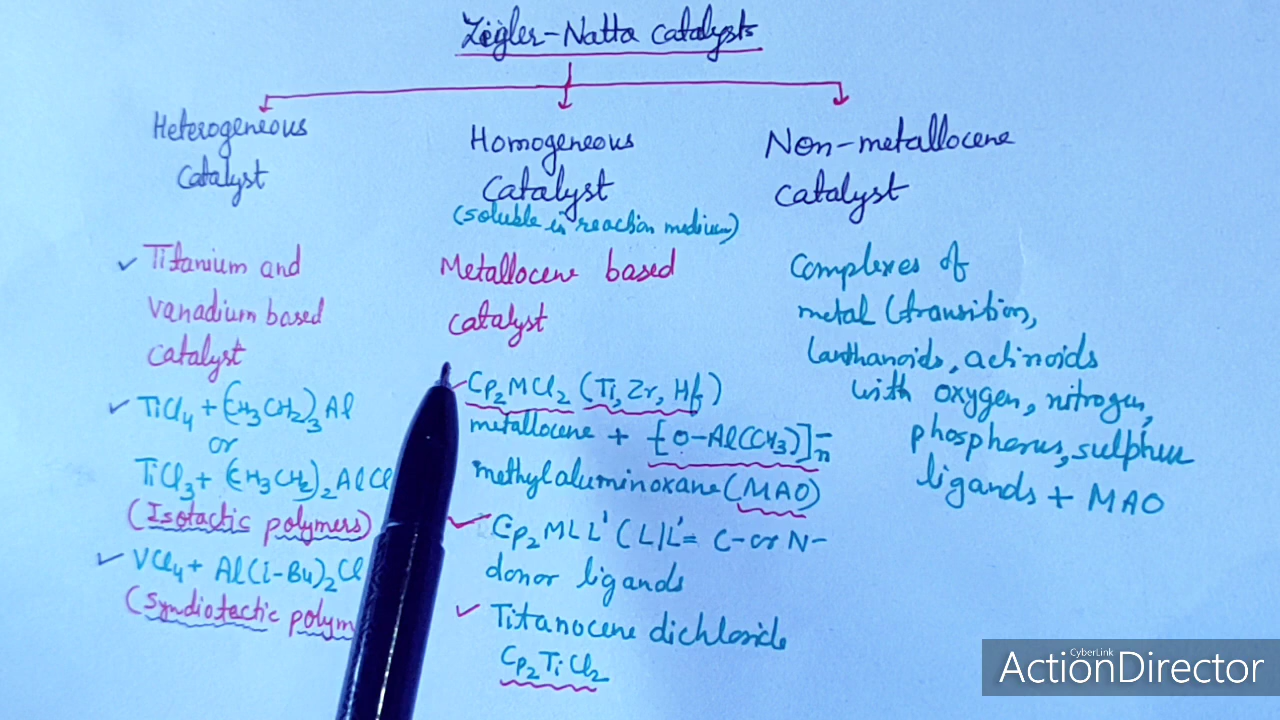 Ziegler-Natta catalysts
Heterogeneous
Catalyst
Titanium and
vanadium based
catalyst
TiCl4 + (CH3CH2)3Al
or
TiCl3 + (CH3CH2)2AlCl
(Isotactic polymers)
VCl4 + Al(i-Bu)2Cl
(Syndiotactic polym
Homogeneous
Catalyst
(soluble is reaction medium)
Metallocene based
catalyst
Cp2MCl2 (Ti, Zr, Hf)
metallocene + [O-Al(CH3)]n
methylaluminoxane (MAO)
Cp2MLL' (L/L'= C- or N-
donor ligands
Titanocene dichloride
Cp2TiCl2
Non-metallocene
catalyst
Complexes of
metal (transition,
lanthanoids, actinoids
with oxygen, nitrogen,
phosphorus, sulphur
ligands + MAO
CyberLink
ActionDirector